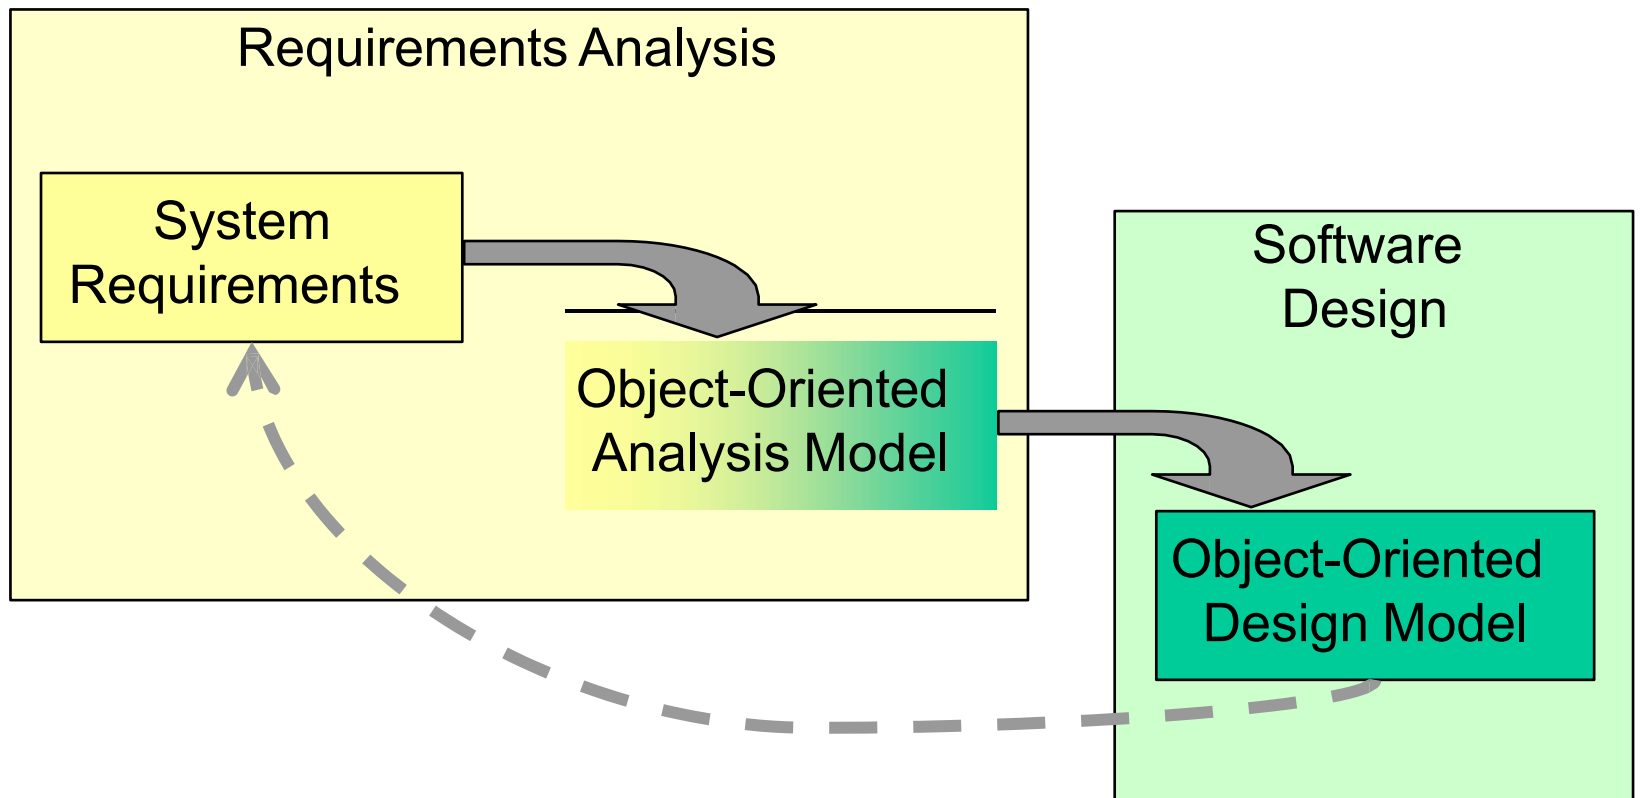 Requirements Analysis
System
Requirements
Object-Oriented
Analysis Model
Software
Design
Object-Oriented
Design Model